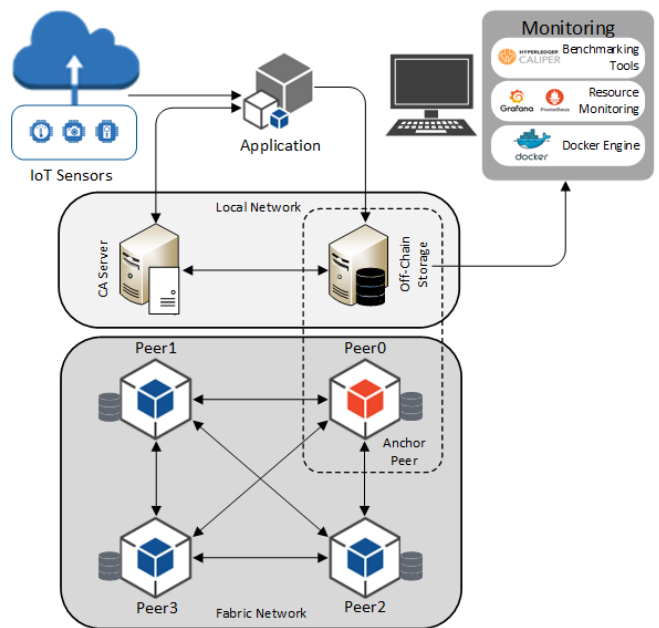 Monitoring
HYPERLEDGER
CALIPER
Benchmarking
Tools
Grafana
Prometheus
Resource
Monitoring
docker
Docker Engine
IoT Sensors
Application
Local Network
CA Server
Off-Chain
Storage
Peer1
Peer0
Anchor
Peer
Peer3
Peer2
Fabric Network